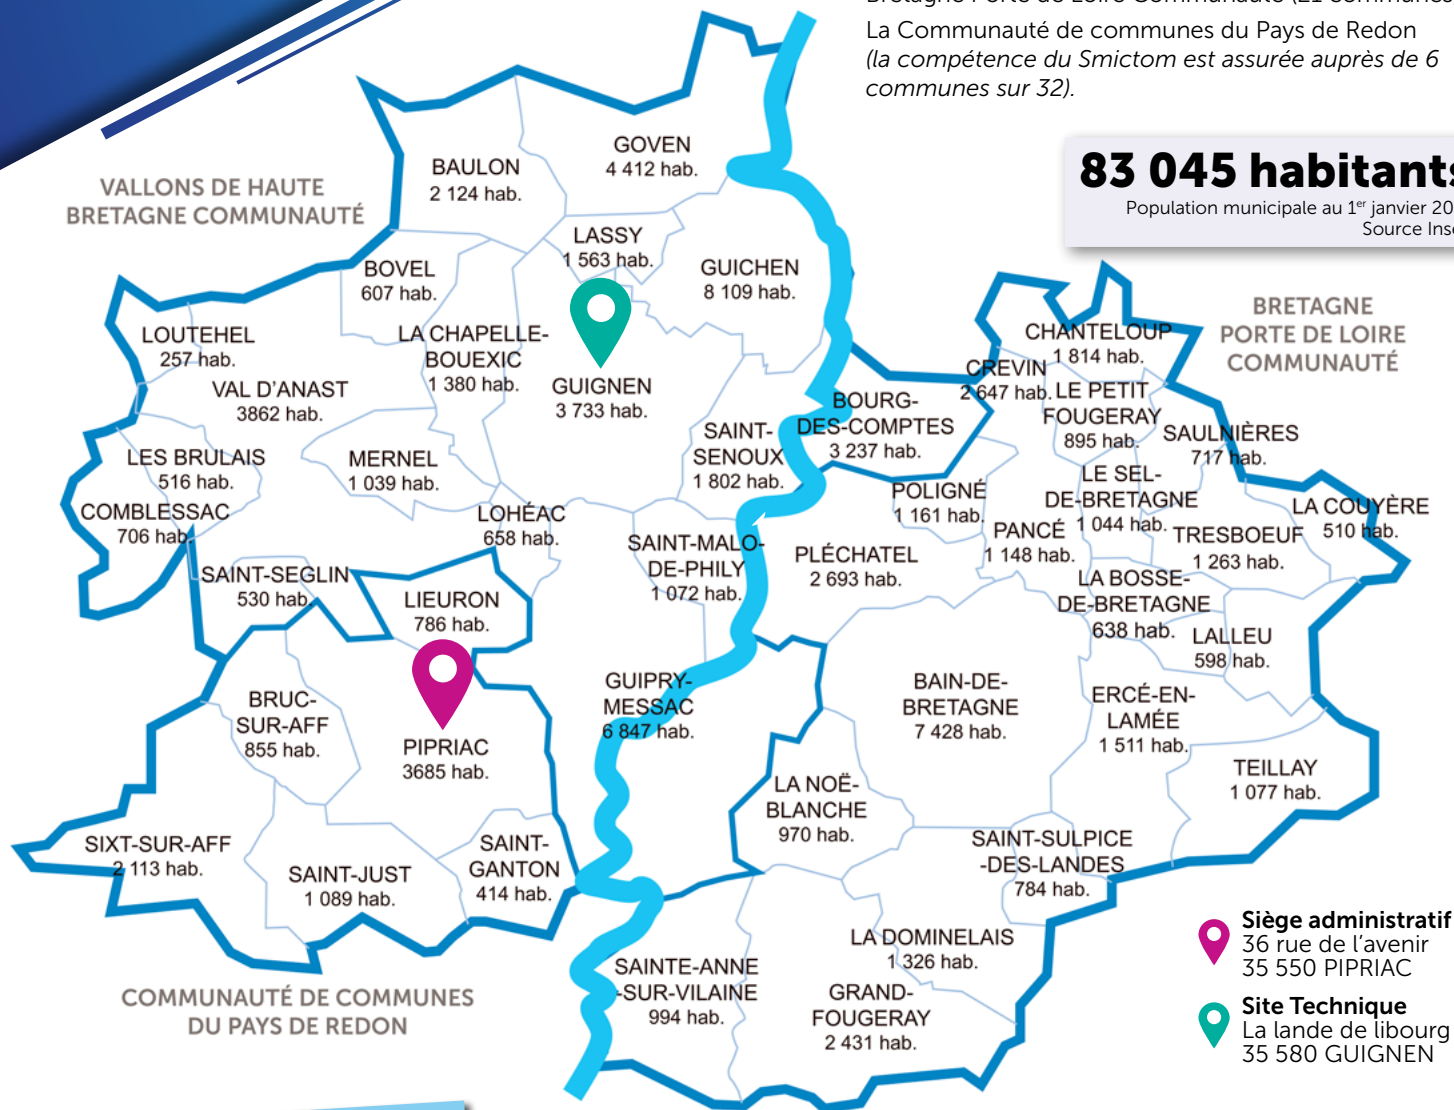 La Communauté de communes du Pays de Redon
(la compétence du Smictom est assurée auprès de 6
communes sur 32).
83 045 habitants
Population municipale au 1er janvier 20
Source Inse
VALLONS DE HAUTE
BRETAGNE COMMUNAUTÉ
BAULON
2 124 hab.
GOVEN
4 412 hab.
LASSY
1 563 hab.
GUICHEN
8 109 hab.
BOVEL
607 hab.
LOUTEHEL
257 hab.
LA CHAPELLE-
BOUEXIC
1 380 hab.
VAL D'ANAST
3862 hab.
GUIGNEN
3 733 hab.
LES BRULAIS
516 hab.
MERNEL
1 039 hab.
SAINT-
SENOUX
1 802 hab.
COMBLESSAC
706 hab.
LOHÉAC
658 hab.
SAINT-MALO-
DE-PHILY
1 072 hab.
SAINT-SEGLIN
530 hab.
LIEURON
786 hab.
GUIPRY-
MESSAC
6 847 hab.
BRUC-
SUR-AFF
855 hab.
PIPRIAC
3685 hab.
SIXT-SUR-AFF
2 113 hab.
SAINT-JUST
1 089 hab.
SAINT-
GANTON
414 hab.
COMMUNAUTÉ DE COMMUNES
DU PAYS DE REDON
BRETAGNE
PORTE DE LOIRE
COMMUNAUTÉ
CHANTELOUP
1 814 hab.
CREVIN
2 647 hab.
LE PETIT
FOUGERAY
895 hab.
BOURG-
DES-COMPTES
3 237 hab.
SAULNIÈRES
717 hab.
LE SEL-
DE-BRETAGNE
1 044 hab.
POLIGNÉ
1 161 hab.
PANCÉ
1 148 hab.
LA COUYÈRE
510 hab.
TRESBOEUF
1 263 hab.
PLÉCHATEL
2 693 hab.
LA BOSSE-
DE-BRETAGNE
638 hab.
LALLEU
598 hab.
BAIN-DE-
BRETAGNE
7 428 hab.
ERCÉ-EN-
LAMÉE
1 511 hab.
TEILLAY
1 077 hab.
LA NOË-
BLANCHE
970 hab.
SAINT-SULPICE
-DES-LANDES
784 hab.
LA DOMINELAIS
1 326 hab.
SAINTE-ANNE
-SUR-VILAINE
994 hab.
GRAND-
FOUGERAY
2 431 hab.
Siège administratif
36 rue de l'avenir
35 550 PIPRIAC
Site Technique
La lande de libourg
35 580 GUIGNEN